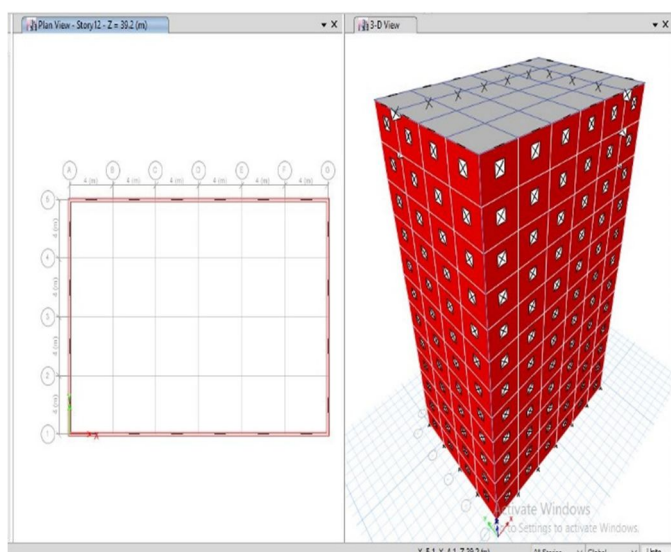 Plan View - Story12 - Z = 39.2 (m)
3-D View
A B C D E F G
4 (m) 4 (m) 4 (m) 4 (m) 4 (m) 4 (m)
5
4 (m)
4
4 (m)
3
4 (m)
2
4 (m)
1
X
Activate Windows
Go to Settings to activate Windows.